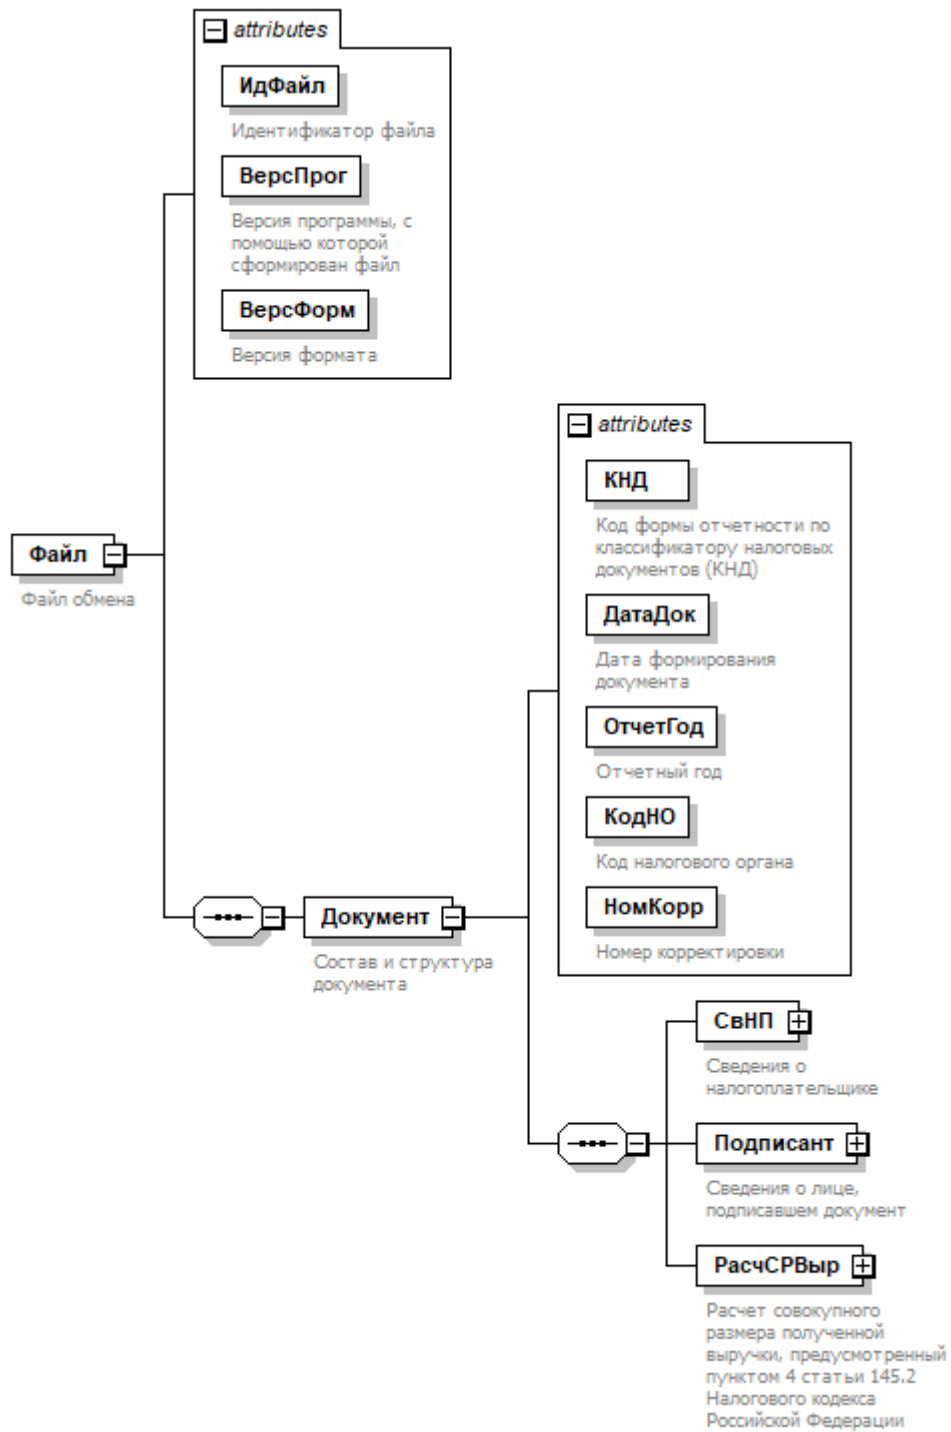 attributes
ИдФайл
Идентификатор файла
ВерсПрог
Версия программы, с
помощью которой
сформирован файл
ВерсФорм
Версия формата
Файл
Файл обмена
Документ
Состав и структура
документа
attributes
КНД
Код формы отчетности по
классификатору налоговых
документов (КНД)
ДатаДок
Дата формирования
документа
ОтчетГод
Отчетный год
КодНО
Код налогового органа
НомКорр
Номер корректировки
СвНП
Сведения о
налогоплательщике
Подписант
Сведения о лице,
подписавшем документ
РасчСРВыр
Расчет совокупного
размера полученной
выручки, предусмотренный
пунктом 4 статьи 145.2
Налогового кодекса
Российской Федерации